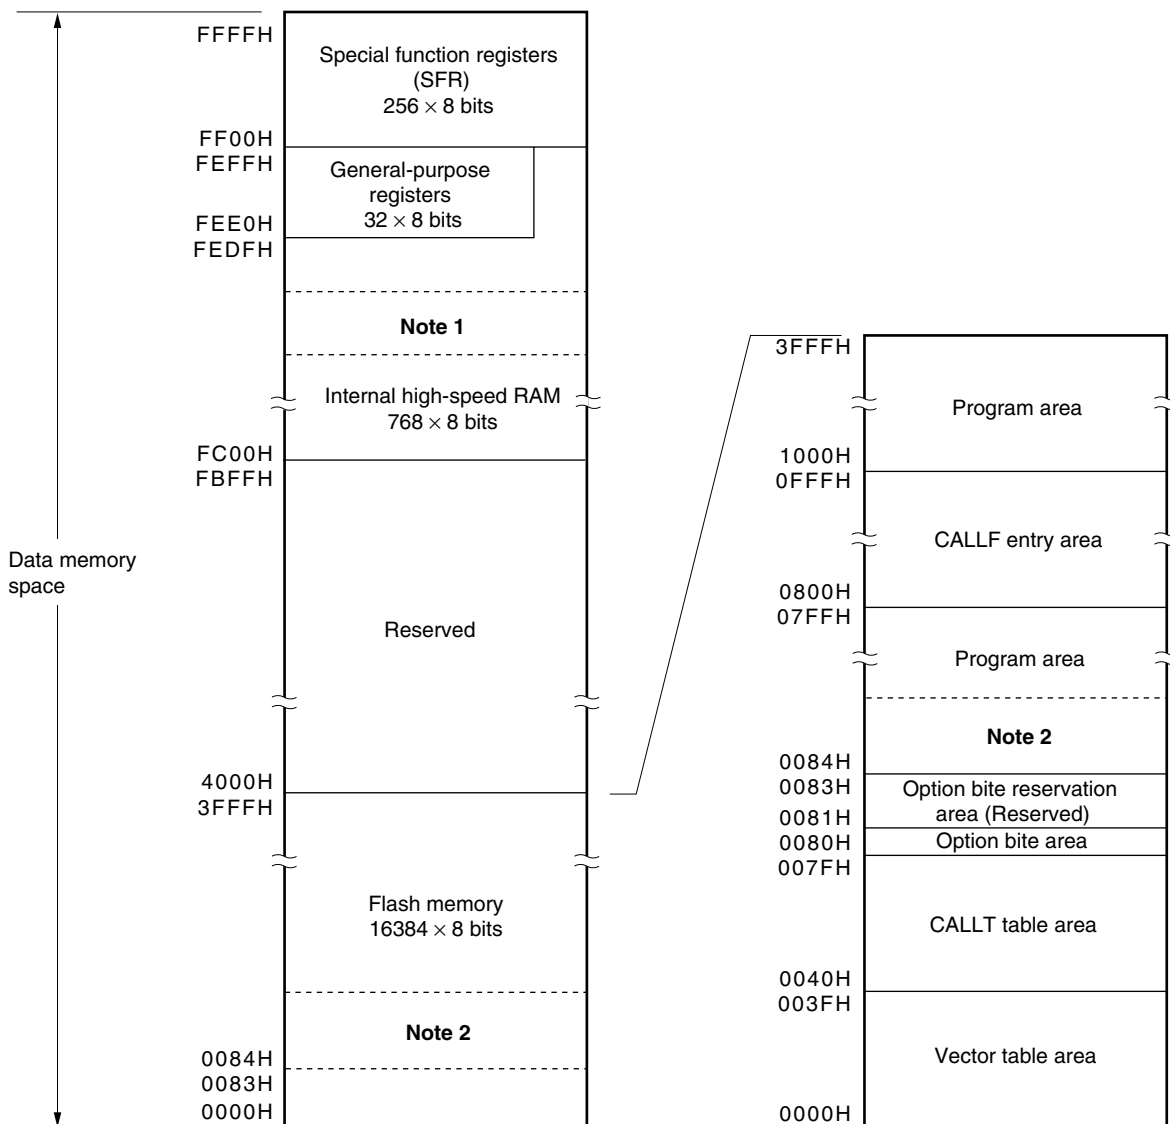 FFFFH
Special function registers
(SFR)
256 × 8 bits
FF00H
FEFFH
General-purpose
registers
32 × 8 bits
FEE0H
FEDFH
Note 1
Internal high-speed RAM
768 × 8 bits
FC00H
FBFFH
Data memory
space
Reserved
4000H
3FFFH
Flash memory
16384 × 8 bits
Note 2
0084H
0083H
0000H
3FFFH
Program area
1000H
0FFFH
CALLF entry area
0800H
07FFH
Program area
Note 2
0084H
0083H
Option bite reservation
area (Reserved)
0081H
0080H
Option bite area
007FH
CALLT table area
0040H
003FH
Vector table area
0000H